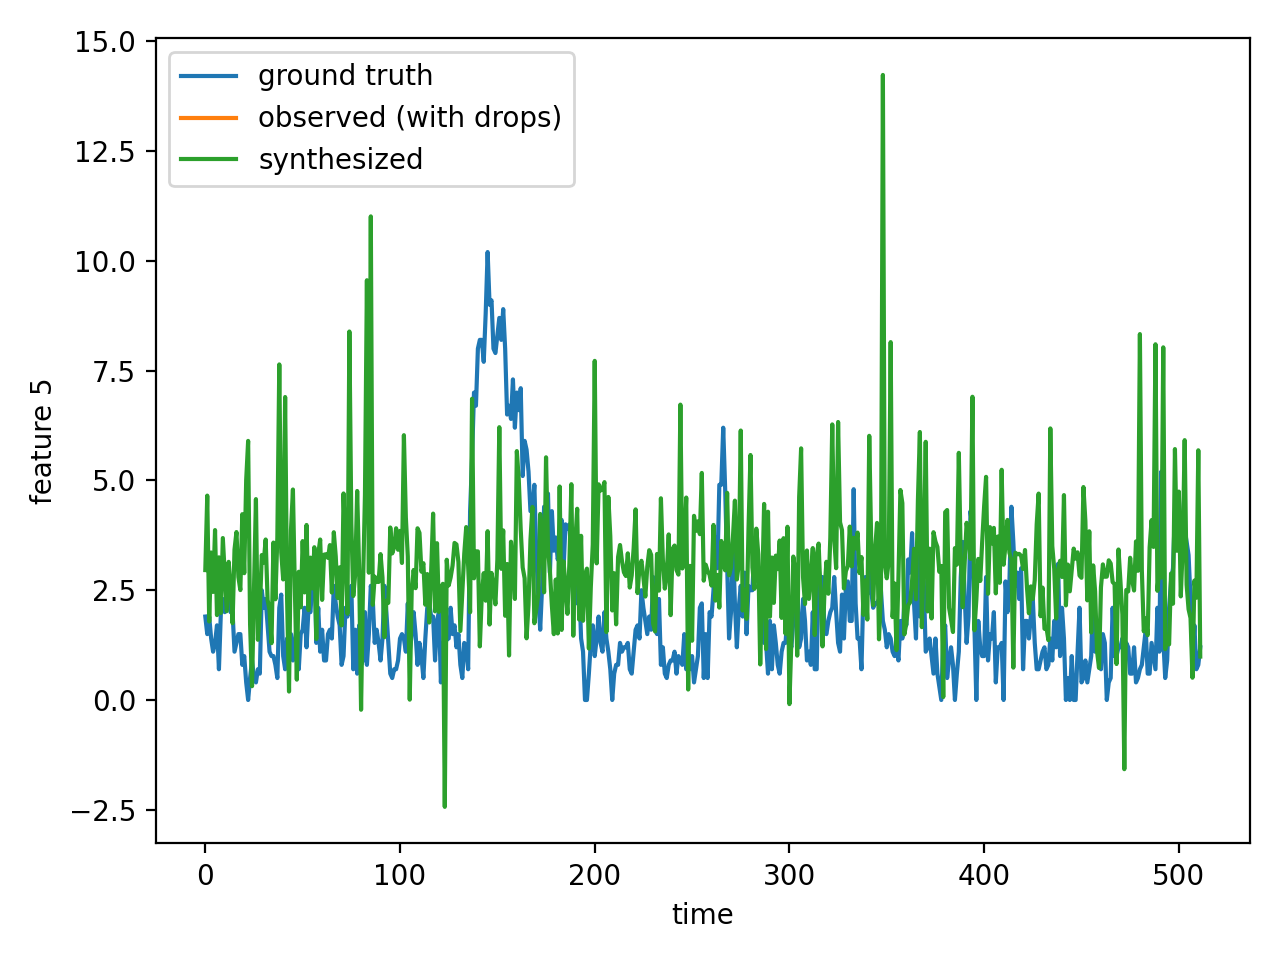 15.0
12.5
10.0
7.5
5.0
2.5
0.0
−2.5
feature 5
ground truth
observed (with drops)
synthesized
0 100 200 300 400 500
time